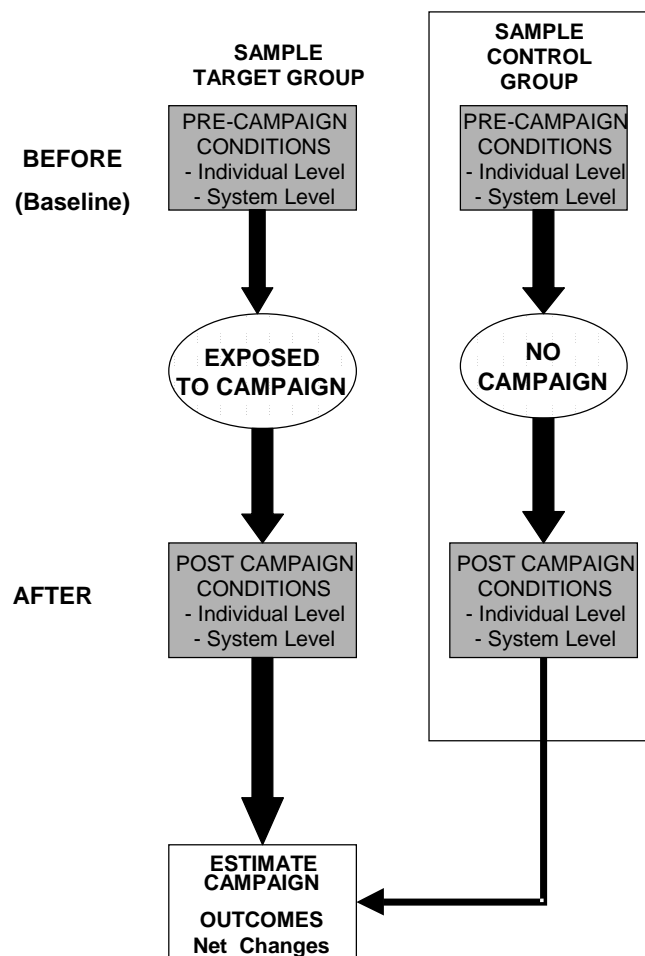 SAMPLE
TARGET GROUP
SAMPLE
CONTROL
GROUP
BEFORE
(Baseline)
PRE-CAMPAIGN
CONDITIONS
- Individual Level
- System Level
PRE-CAMPAIGN
CONDITIONS
- Individual Level
- System Level
EXPOSED
TO CAMPAIGN
NO
CAMPAIGN
AFTER
POST CAMPAIGN
CONDITIONS
- Individual Level
- System Level
POST CAMPAIGN
CONDITIONS
- Individual Level
- System Level
ESTIMATE
CAMPAIGN
OUTCOMES
Net Changes